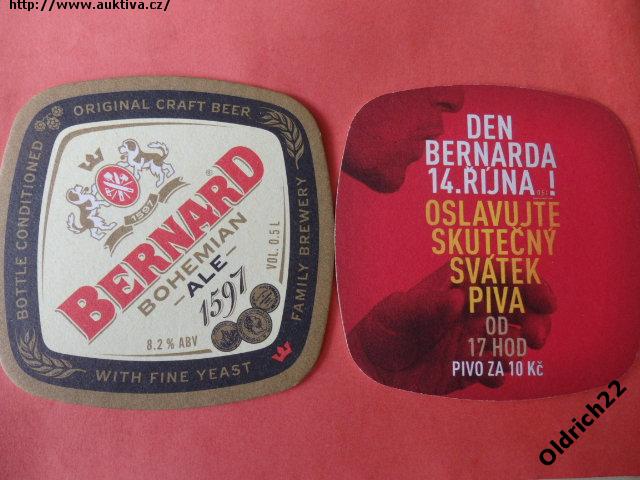 http://www.auktiva.cz/
ORIGINAL CRAFT BEER
BOTTLE CONDITIONED
FAMILY BREWERY
WITH FINE YEAST
1597
BERNARD®
BOHEMIAN
ALE
1597
VOL. 0.5 L
8.2 % ABV
DEN
BERNARDA
14.ŘÍJNA !
OSLAVUJTE
SKUTEČNÝ
SVÁTEK
PIVA
OD
17 HOD
PIVO ZA 10 Kč
Oldrich22